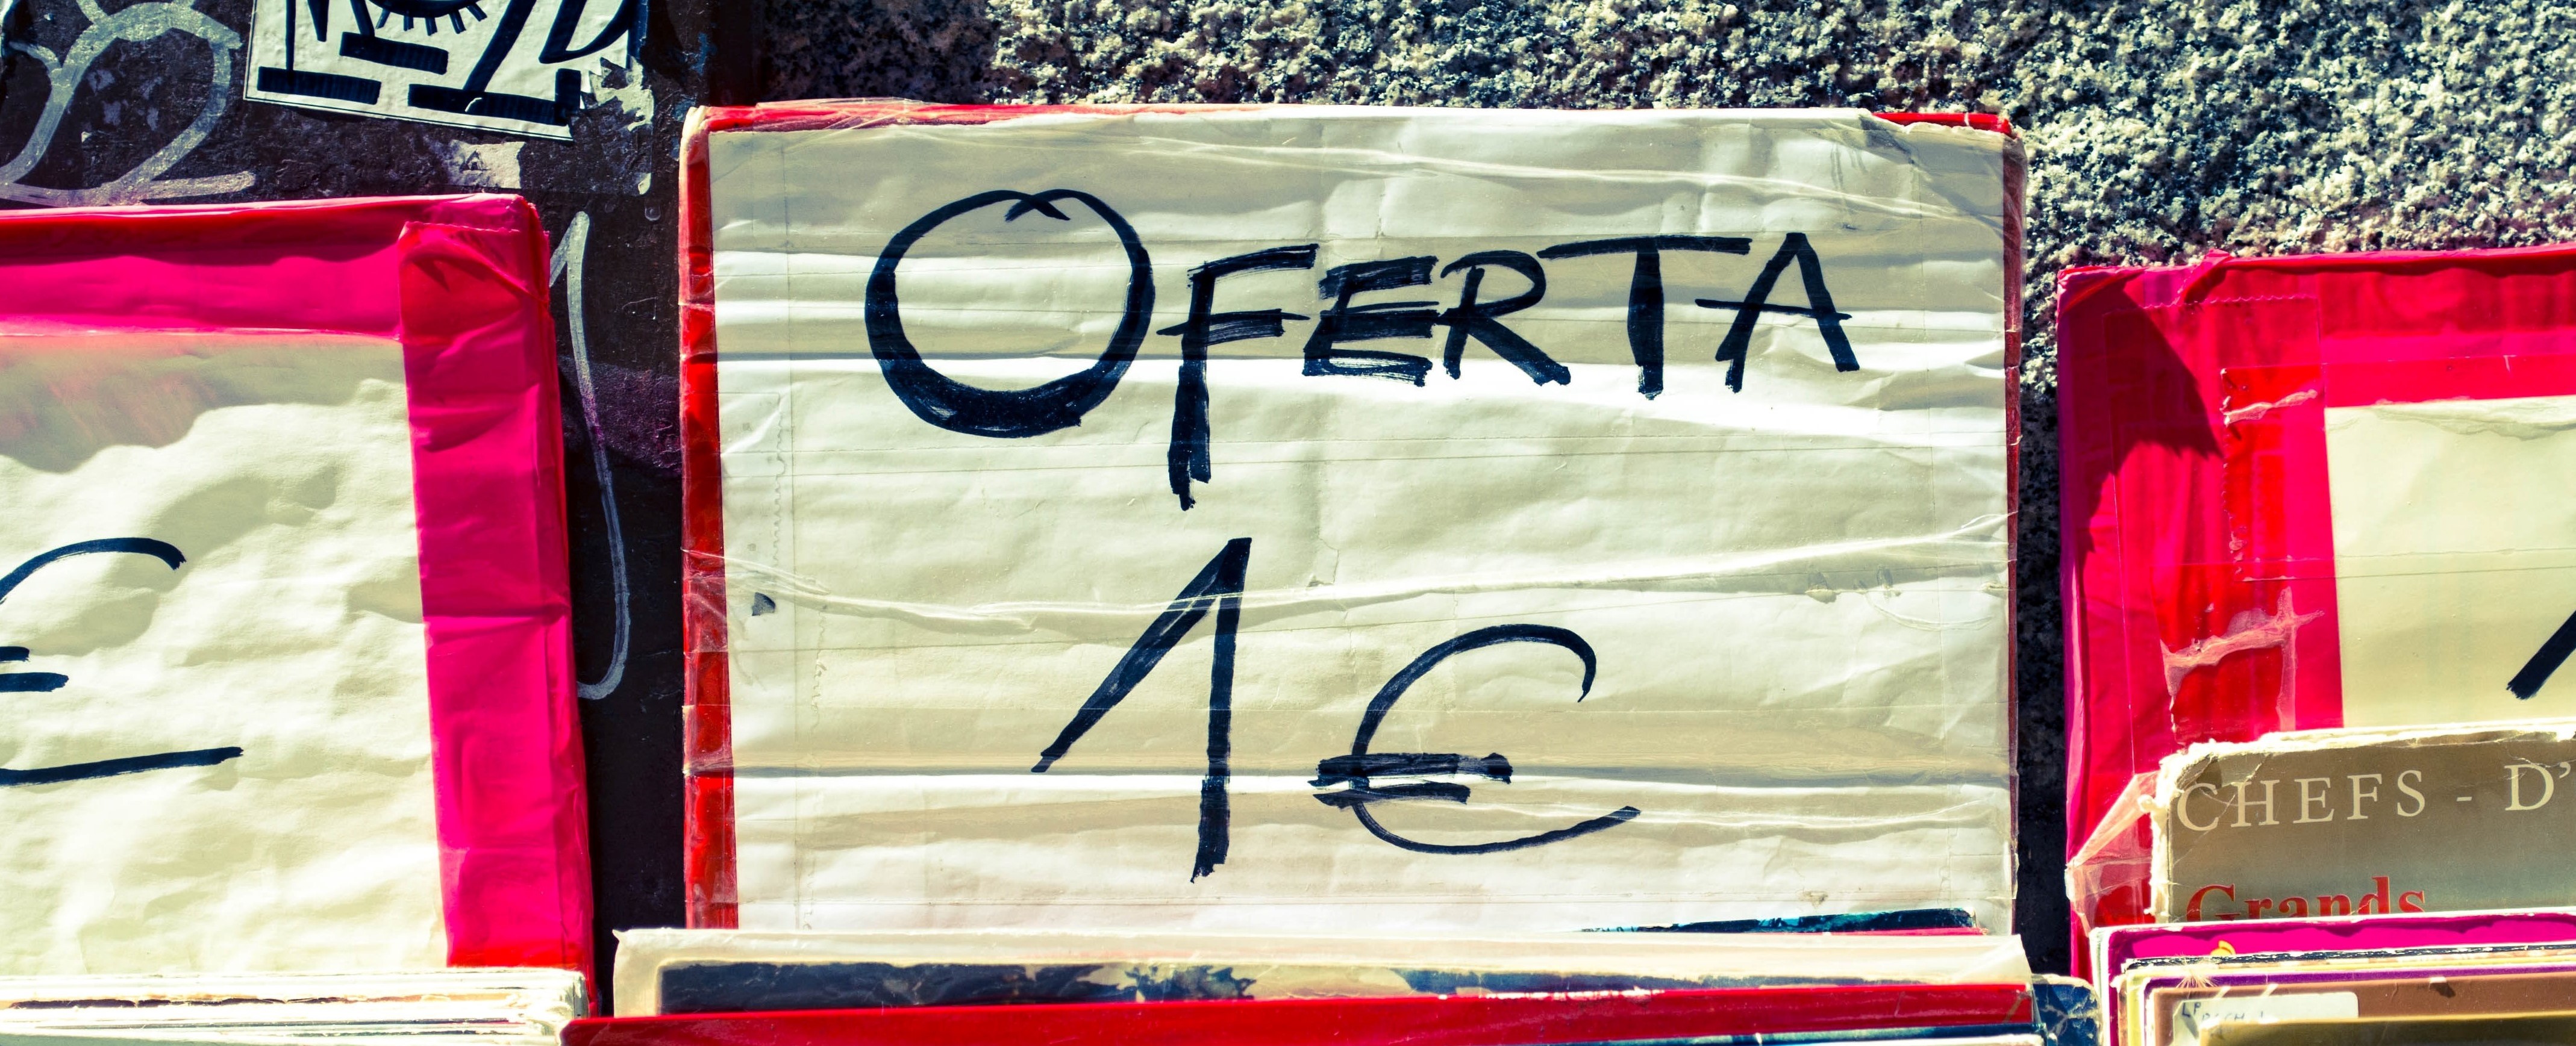 €
OFERTA
1 €
CHEFS - D'
Grands